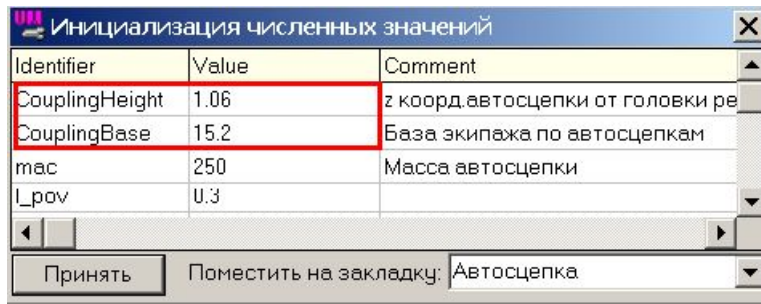 UM Инициализация численных значений
Identifier Value Comment
CouplingHeight 1.06 z коорд.автосцепки от головки ре
CouplingBase 15.2 База экипажа по автосцепкам
mac 250 Масса автосцепки
l_pov 0.3
Принять Поместить на закладку: Автосцепка